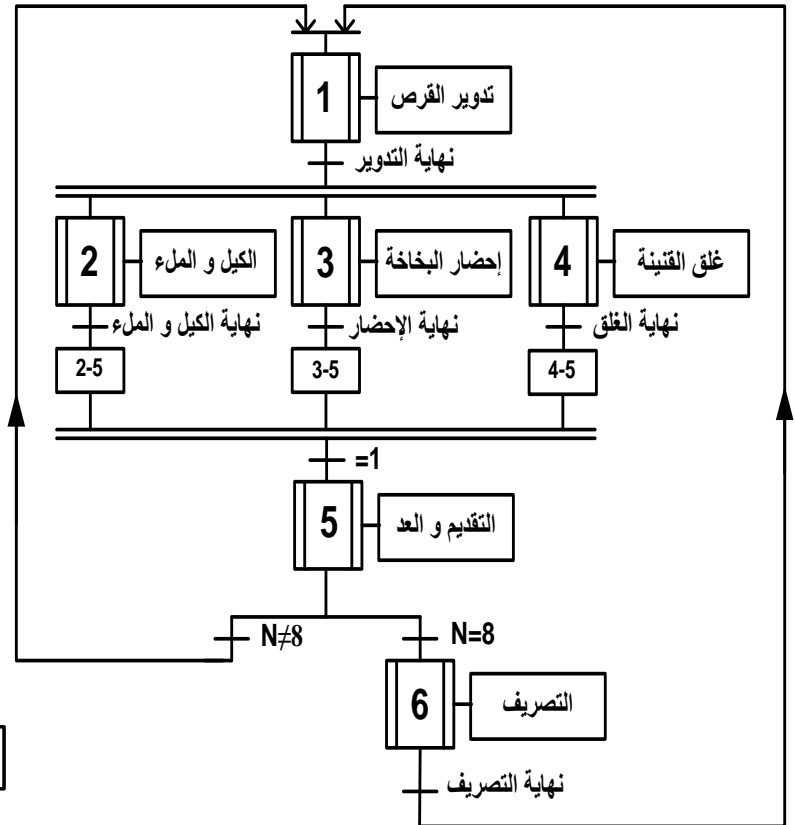 1
تدوير القرص
نهاية التدوير
2
الكيل و الملء
3
إحضار البخاخة
4
غلق القنينة
نهاية الكيل و الملء
نهاية الإحضار
نهاية الغلق
2-5
3-5
4-5
=1
5
التقديم و العد
N≠8
N=8
6
التصريف
نهاية التصريف